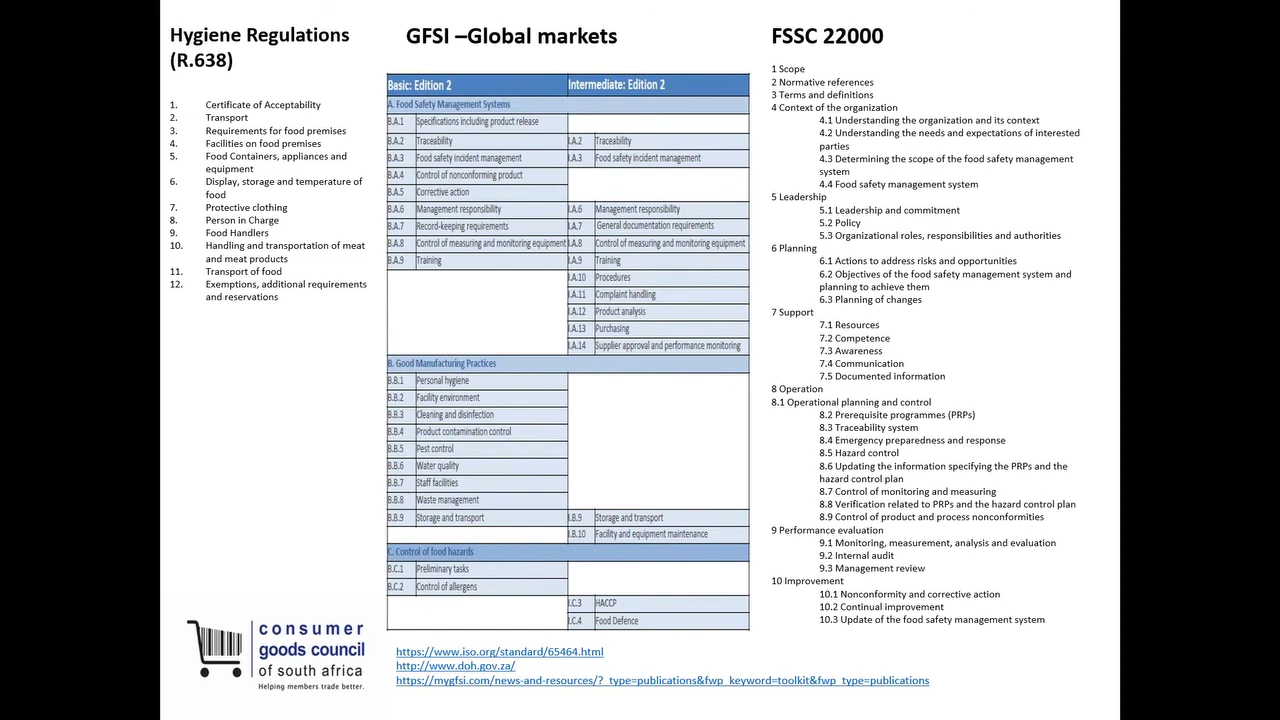 Hygiene Regulations
(R.638)
1. Certificate of Acceptability
2. Transport
3. Requirements for food premises
4. Facilities on food premises
5. Food Containers, appliances and
equipment
6. Display, storage and temperature of
food
7. Protective clothing
8. Person in Charge
9. Food Handlers
10. Handling and transportation of meat
and meat products
11. Transport of food
12. Exemptions, additional requirements
and reservations
GFSI –Global markets
Basic: Edition 2 Intermediate: Edition 2
A. Food Safety Management Systems
B.A.1 Specifications including product release
B.A.2 Traceability I.A.2 Traceability
B.A.3 Food safety incident management I.A.3 Food safety incident management
B.A.4 Control of nonconforming product
B.A.5 Corrective action
B.A.6 Management responsibility I.A.6 Management responsibility
B.A.7 Record-keeping requirements I.A.7 General documentation requirements
B.A.8 Control of measuring and monitoring equipment I.A.8 Control of measuring and monitoring equipment
B.A.9 Training I.A.9 Training
I.A.10 Procedures
I.A.11 Complaint handling
I.A.12 Product analysis
I.A.13 Purchasing
I.A.14 Supplier approval and performance monitoring
B. Good Manufacturing Practices
B.B.1 Personal hygiene
B.B.2 Facility environment
B.B.3 Cleaning and disinfection
B.B.4 Product contamination control
B.B.5 Pest control
B.B.6 Water quality
B.B.7 Staff facilities
B.B.8 Waste management
B.B.9 Storage and transport I.B.9 Storage and transport
I.B.10 Facility and equipment maintenance
C. Control of food hazards
B.C.1 Preliminary tasks
B.C.2 Control of allergens
I.C.3 HACCP
I.C.4 Food Defence
FSSC 22000
1 Scope
2 Normative references
3 Terms and definitions
4 Context of the organization
4.1 Understanding the organization and its context
4.2 Understanding the needs and expectations of interested
parties
4.3 Determining the scope of the food safety management
system
4.4 Food safety management system
5 Leadership
5.1 Leadership and commitment
5.2 Policy
5.3 Organizational roles, responsibilities and authorities
6 Planning
6.1 Actions to address risks and opportunities
6.2 Objectives of the food safety management system and
planning to achieve them
6.3 Planning of changes
7 Support
7.1 Resources
7.2 Competence
7.3 Awareness
7.4 Communication
7.5 Documented information
8 Operation
8.1 Operational planning and control
8.2 Prerequisite programmes (PRPs)
8.3 Traceability system
8.4 Emergency preparedness and response
8.5 Hazard control
8.6 Updating the information specifying the PRPs and the
hazard control plan
8.7 Control of monitoring and measuring
8.8 Verification related to PRPs and the hazard control plan
8.9 Control of product and process nonconformities
9 Performance evaluation
9.1 Monitoring, measurement, analysis and evaluation
9.2 Internal audit
9.3 Management review
10 Improvement
10.1 Nonconformity and corrective action
10.2 Continual improvement
10.3 Update of the food safety management system
consumer
goods council
of south africa
Helping members trade better.
https://www.iso.org/standard/65464.html
http://www.doh.gov.za/
https://mygfsi.com/news-and-resources/?_type=publications&fwp_keyword=toolkit&fwp_type=publications